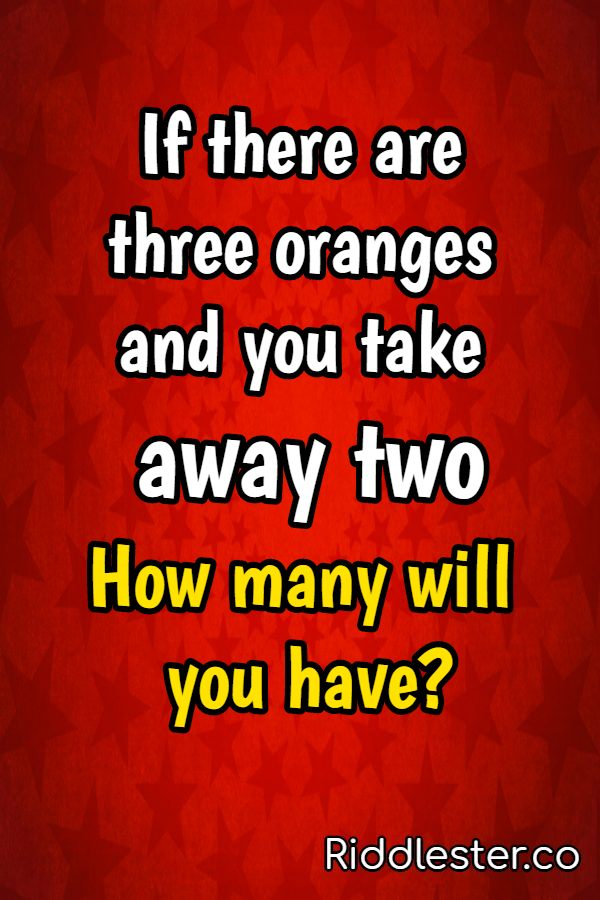 If there are
three oranges
and you take
away two
How many will
you have?
Riddlester.co